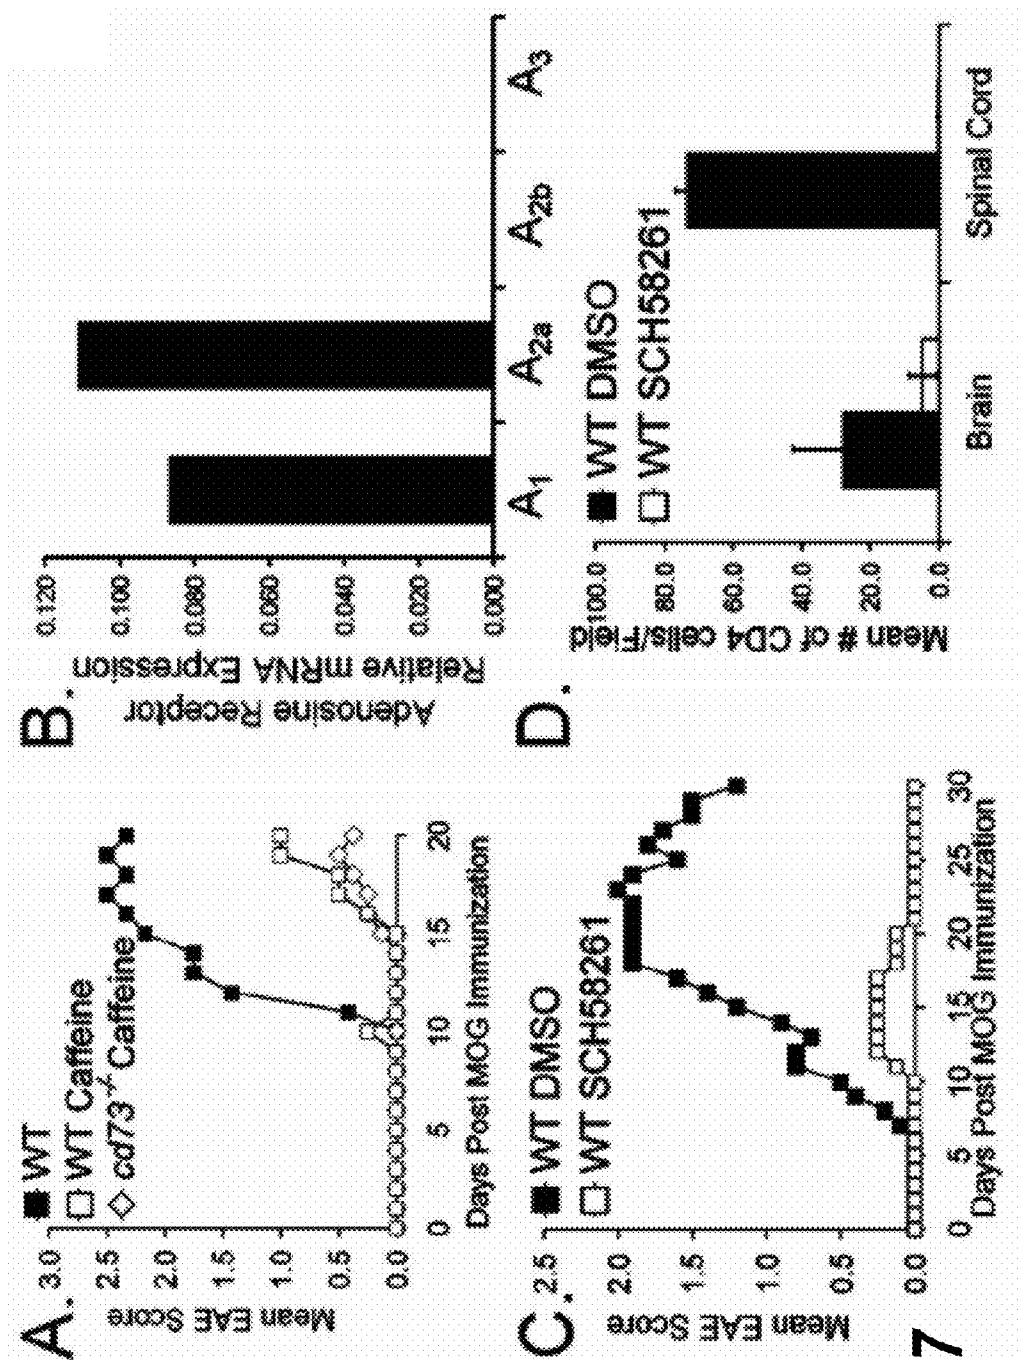 A.
WT
WT Caffeine
cd73-/- Caffeine
Mean EAE
Score
3.0
2.5
2.0
1.5
1.0
0.5
0.0
0
5
10
15
20
Days Post MOG Immunization
B.
Adenosine Receptor
Relative mRNA Expression
0.120
0.100
0.080
0.060
0.040
0.020
0.000
A1
A2a
A2b
A3
C.
WT DMSO
WT SCH58261
Mean EAE
Score
2.5
2.0
1.5
1.0
0.5
0.0
0
5
10
15
20
25
30
Days Post MOG Immunization
D.
WT DMSO
WT SCH58261
Mean # of CD4 cells/Field
100.0
80.0
60.0
40.0
20.0
0.0
Brain
Spinal Cord
7